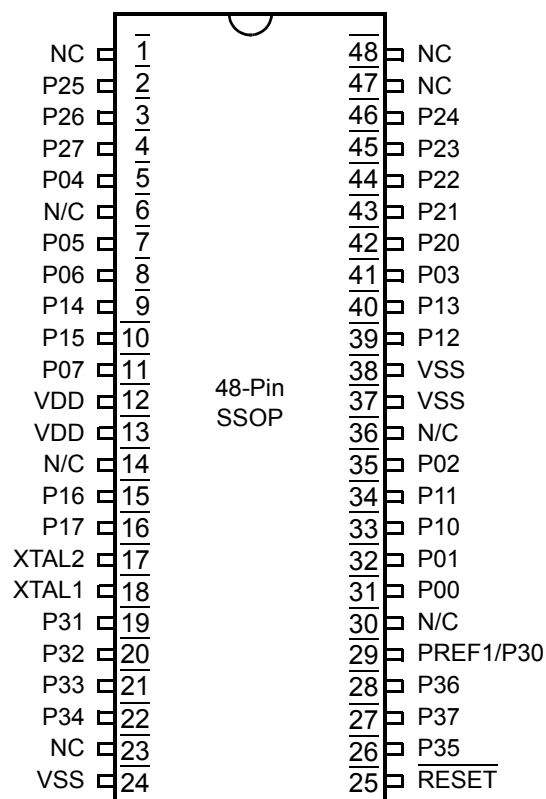 NC 1 48 NC
P25 2 47 NC
P26 3 46 P24
P27 4 45 P23
P04 5 44 P22
N/C 6 43 P21
P05 7 42 P20
P06 8 41 P03
P14 9 40 P13
P15 10 39 P12
P07 11 38 VSS
VDD 12 48-Pin 37 VSS
VDD 13 SSOP 36 N/C
N/C 14 35 P02
P16 15 34 P11
P17 16 33 P10
XTAL2 17 32 P01
XTAL1 18 31 P00
P31 19 30 N/C
P32 20 29 PREF1/P30
P33 21 28 P36
P34 22 27 P37
NC 23 26 P35
VSS 24 25 RESET